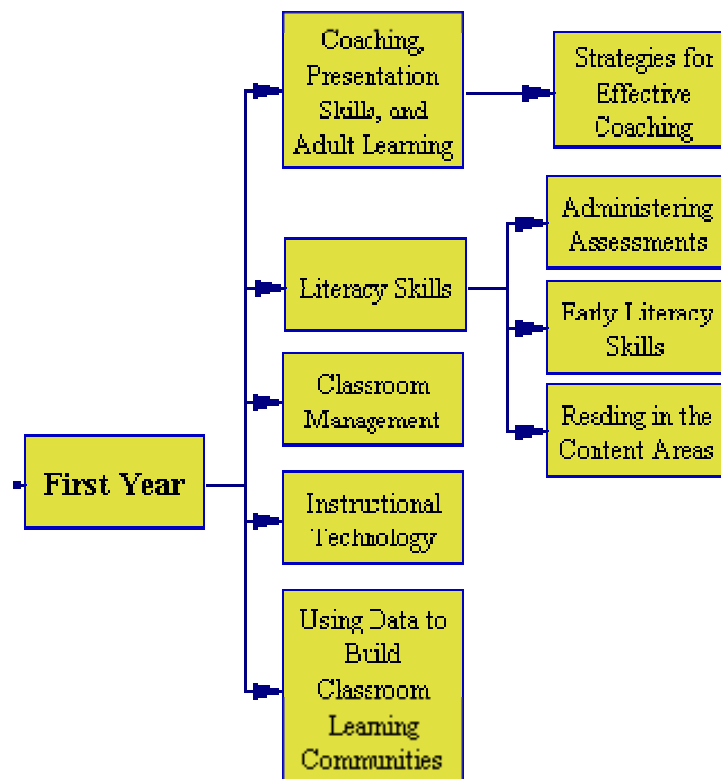 Coaching,
Presentation
Skills, and
Adult Learning
Strategies for
Effective
Coaching
Literacy Skills
Administering
Assessments
Early Literacy
Skills
Reading in the
Content Areas
Classroom
Management
First Year
Instructional
Technology
Using Data to
Build
Classroom
Learning
Communities